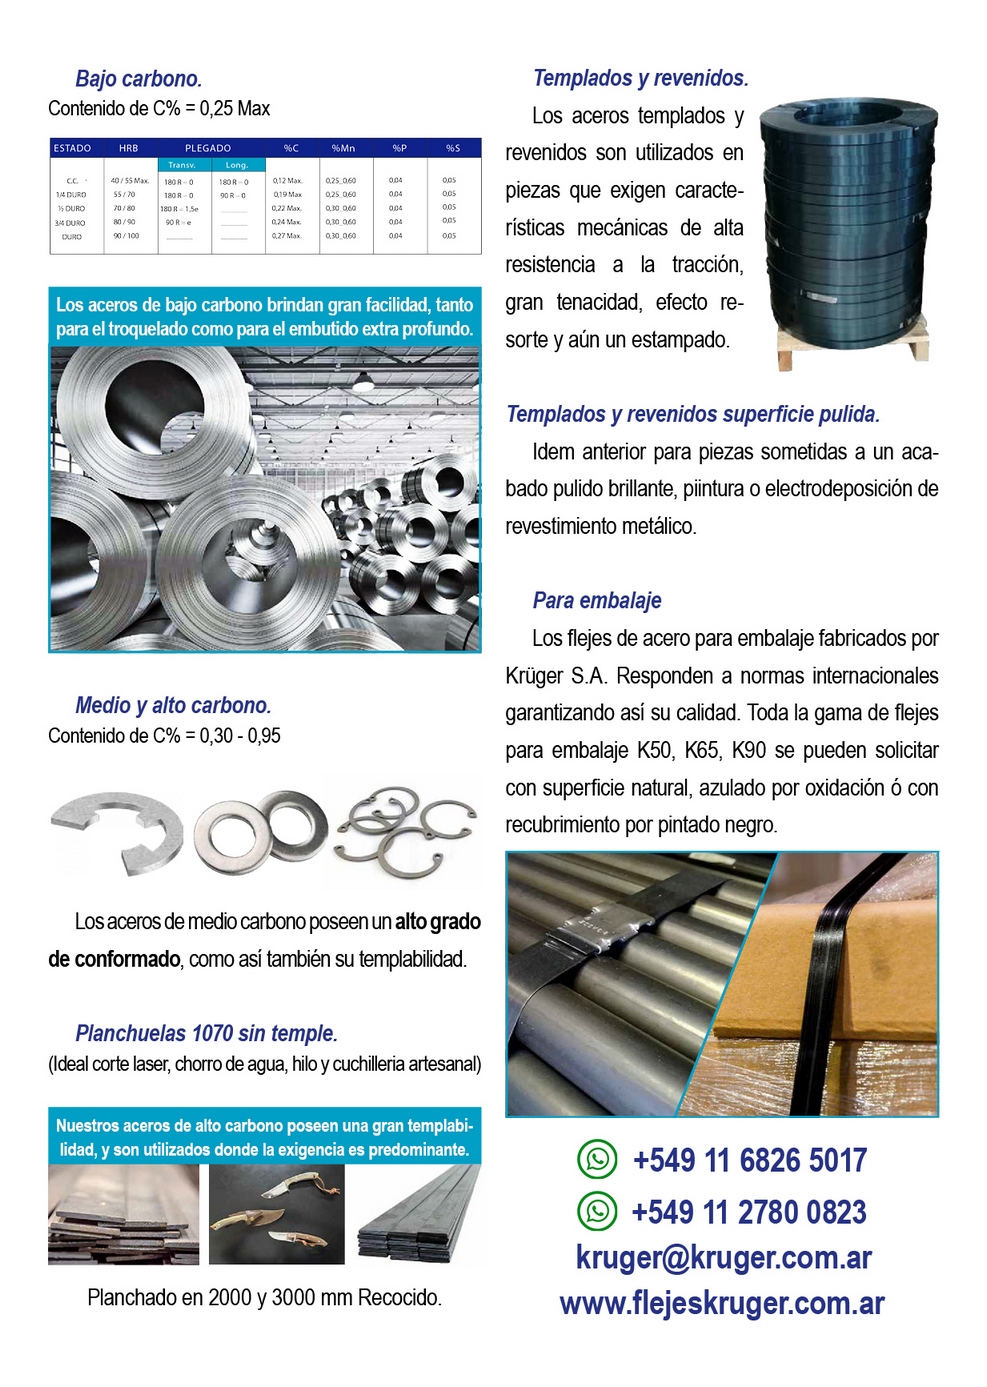 Bajo carbono.
Contenido de C% = 0,25 Max
ESTADO HRB PLEGADO %C %Mn %P %S
Transv. Long.
C.C. 40 / 55 Max. 180 R – 0 180 R – 0 0,12 Max. 0,25_0,60 0,04 0,05
1/4 DURO 55 / 70 180 R – 0 90 R – 0 0,19 Max 0,25_0,60 0,04 0,05
½ DURO 70 / 80 180 R – 1,5e ______ 0,22 Max. 0,30_0,60 0,04 0,05
3/4 DURO 80 / 90 90 R – e ______ 0,24 Max. 0,30_0,60 0,04 0,05
DURO 90 / 100 ______ ______ 0,27 Max. 0,30_0,60 0,04 0,05
Los aceros de bajo carbono brindan gran facilidad, tanto
para el troquelado como para el embutido extra profundo.
Medio y alto carbono.
Contenido de C% = 0,30 - 0,95
Los aceros de medio carbono poseen un alto grado
de conformado, como así también su templabilidad.
Planchuelas 1070 sin temple.
(Ideal corte laser, chorro de agua, hilo y cuchilleria artesanal)
Nuestros aceros de alto carbono poseen una gran templabi-
lidad, y son utilizados donde la exigencia es predominante.
Planchado en 2000 y 3000 mm Recocido.
Templados y revenidos.
Los aceros templados y
revenidos son utilizados en
piezas que exigen caracte-
rísticas mecánicas de alta
resistencia a la tracción,
gran tenacidad, efecto re-
sorte y aún un estampado.
Templados y revenidos superficie pulida.
Idem anterior para piezas sometidas a un aca-
bado pulido brillante, piintura o electrodeposición de
revestimiento metálico.
Para embalaje
Los flejes de acero para embalaje fabricados por
Krüger S.A. Responden a normas internacionales
garantizando así su calidad. Toda la gama de flejes
para embalaje K50, K65, K90 se pueden solicitar
con superficie natural, azulado por oxidación ó con
recubrimiento por pintado negro.
+549 11 6826 5017
+549 11 2780 0823
kruger@kruger.com.ar
www.flejeskruger.com.ar